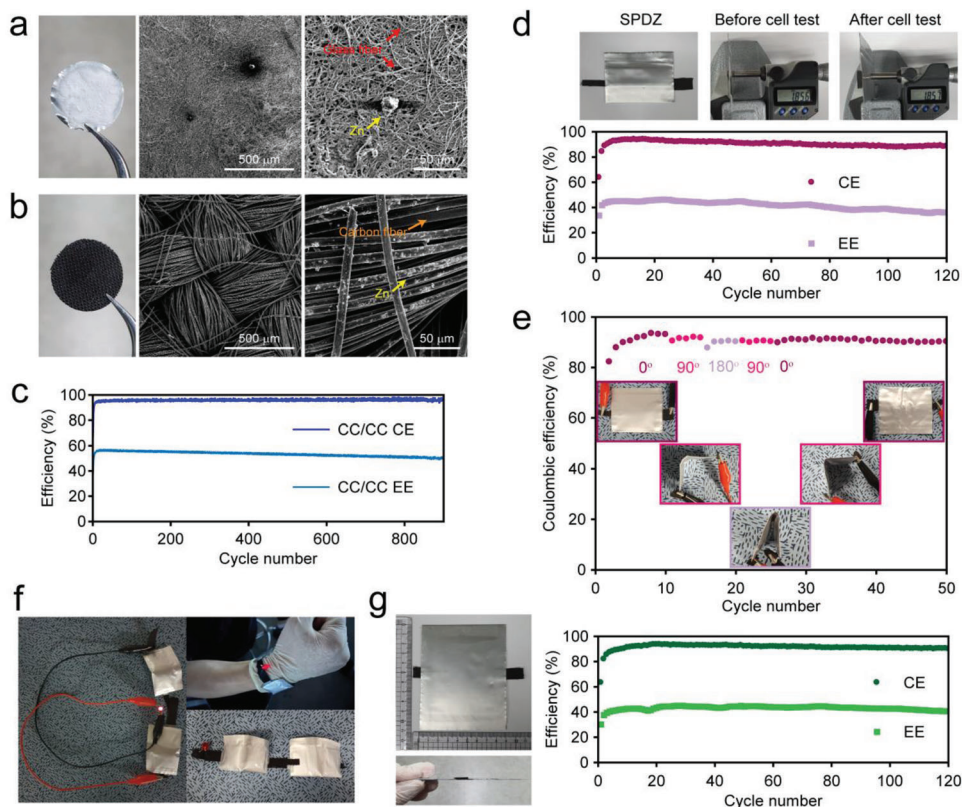 a
Glass fiber
Zn
500 μm
50 μm
b
Carbon fiber
Zn
500 μm
50 μm
c
Efficiency (%)
100
80
60
40
20
0
CC/CC CE
CC/CC EE
0
200
400
600
800
Cycle number
d
SPDZ
Before cell test
After cell test
Efficiency (%)
100
80
60
40
20
0
CE
EE
0
20
40
60
80
100
120
Cycle number
e
Coulombic efficiency (%)
100
80
60
40
20
0
0° 90° 180° 90° 0°
0
10
20
30
40
50
Cycle number
f
g
Efficiency (%)
100
80
60
40
20
0
CE
EE
0
20
40
60
80
100
120
Cycle number